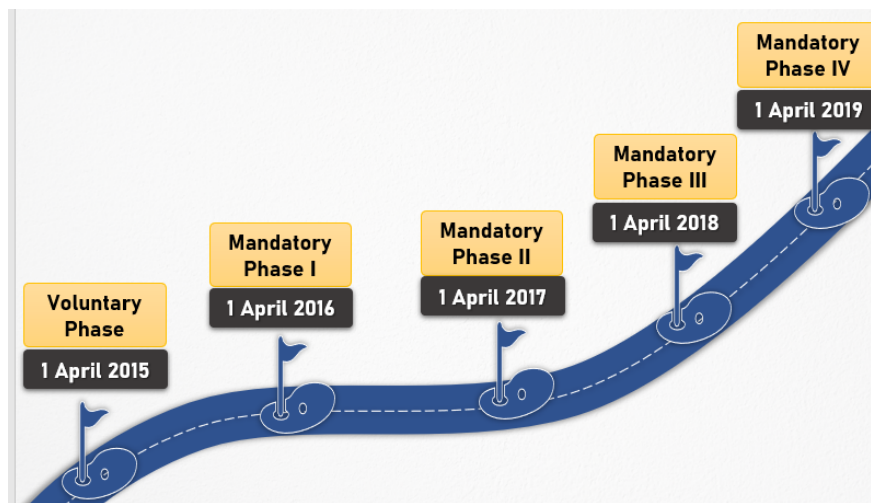 Voluntary
Phase
1 April 2015
Mandatory
Phase I
1 April 2016
Mandatory
Phase II
1 April 2017
Mandatory
Phase III
1 April 2018
Mandatory
Phase IV
1 April 2019